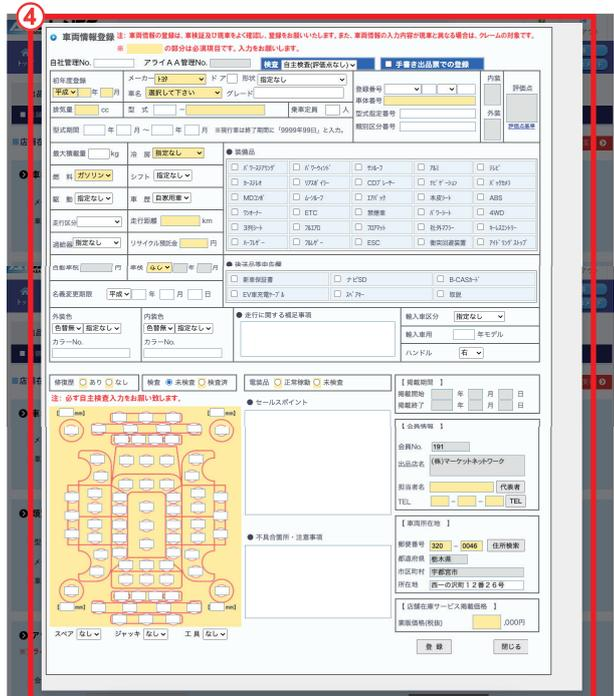 ④
車両情報登録 注：車両情報の登録は、車検証及び現車をよく確認し、登録をお願いいたします。また、車両情報の入力内容が現車と異なる場合は、クレームの対象です。
※ の部分は必須項目です。入力をお願いします。
自社管理No. アライＡＡ管理No. 検査 自主検査(評価点なし) 手書き出品票での登録
初年度登録 メーカー トヨタ ド ア 形状 指定なし
平成 年 月 車名 選択して下さい グレード
登録番号
車体番号
型式指定番号
類別区分番号
内装 外装 評価点
評価点基準
排気量 cc 型 式 - 乗車定員 人
型式期間 年 月 ～ 年 月 ※現行車は終了期間に「9999年99日」と入力。
最大積載量 kg 冷 房 指定なし
燃 料 ガソリン シフト 指定なし
駆 動 指定なし 車 歴 自家用車
走行区分 走行距離 km
過給器 指定なし リサイクル預託金 円
自動車税 円 車検 なし 年 月
名義変更期限 平成 年 月 日
● 装備品
ﾊﾟﾜｰｽﾃｱﾘﾝｸﾞ ﾊﾟﾜｰｳｨﾝﾄﾞ ｻﾝﾙｰﾌ ｱﾙﾐ ﾃﾚﾋﾞ
ｶｰｽﾃﾚｵ ﾘｱｽﾎﾟｲﾗｰ CDﾌﾟﾚｰﾔｰ ﾅﾋﾞｹﾞｰｼｮﾝ ﾊﾞｯｸｶﾒﾗ
MDｺﾝﾎﾟ ﾑｰﾝﾙｰﾌ ｴｱﾊﾞｯｸ 本皮ｼｰﾄ ABS
ﾜﾝｵｰﾅｰ ETC 禁煙車 ﾊﾟﾜｰｼｰﾄ 4WD
3列ｼｰﾄ ﾌﾙｴｱﾛ ﾌﾛｱﾏｯﾄ 社外ﾏﾌﾗｰ ｷｰﾚｽｴﾝﾄﾘｰ
ﾊｰﾌﾚｻﾞｰ ﾌﾙﾚｻﾞｰ ESC 衝突回避装置 ｱｲﾄﾞﾘﾝｸﾞｽﾄｯﾌﾟ
● 後送品等申告欄
新車保証書 ナビSD B-CASｶｰﾄﾞ
EV車充電ｹｰﾌﾞﾙ ｽﾍﾟｱｷｰ 取説
外装色 内装色
色替無 指定なし 色替無 指定なし
カラーNo. カラーNo.
● 走行に関する補足事項
輸入車区分 指定なし
輸入車用 年モデル
ハンドル 右
修復歴 あり なし 検査 未検査 検査済 電装品 正常稼動 未検査
注：必ず自主検査入力をお願い致します。
[ mm] [ mm]
[ mm] [ mm]
スペア なし ジャッキ なし 工 具 なし
● セールスポイント
● 不具合箇所・注意事項
【 掲載期間 】
掲載開始 年 月 日
掲載終了 年 月 日
【 会員情報 】
会員No. 191
出品店名 (株)マーケットネットワーク
担当者名 代表者
TEL － － TEL
【 車両所在地 】
郵便番号 320 － 0046 住所検索
都道府県 栃木県
市区町村 宇都宮市
所在地 西一の沢町１２番２６号
【 店舗在庫サービス掲載価格 】
業販価格(税抜) ,000円
登 録 閉じる